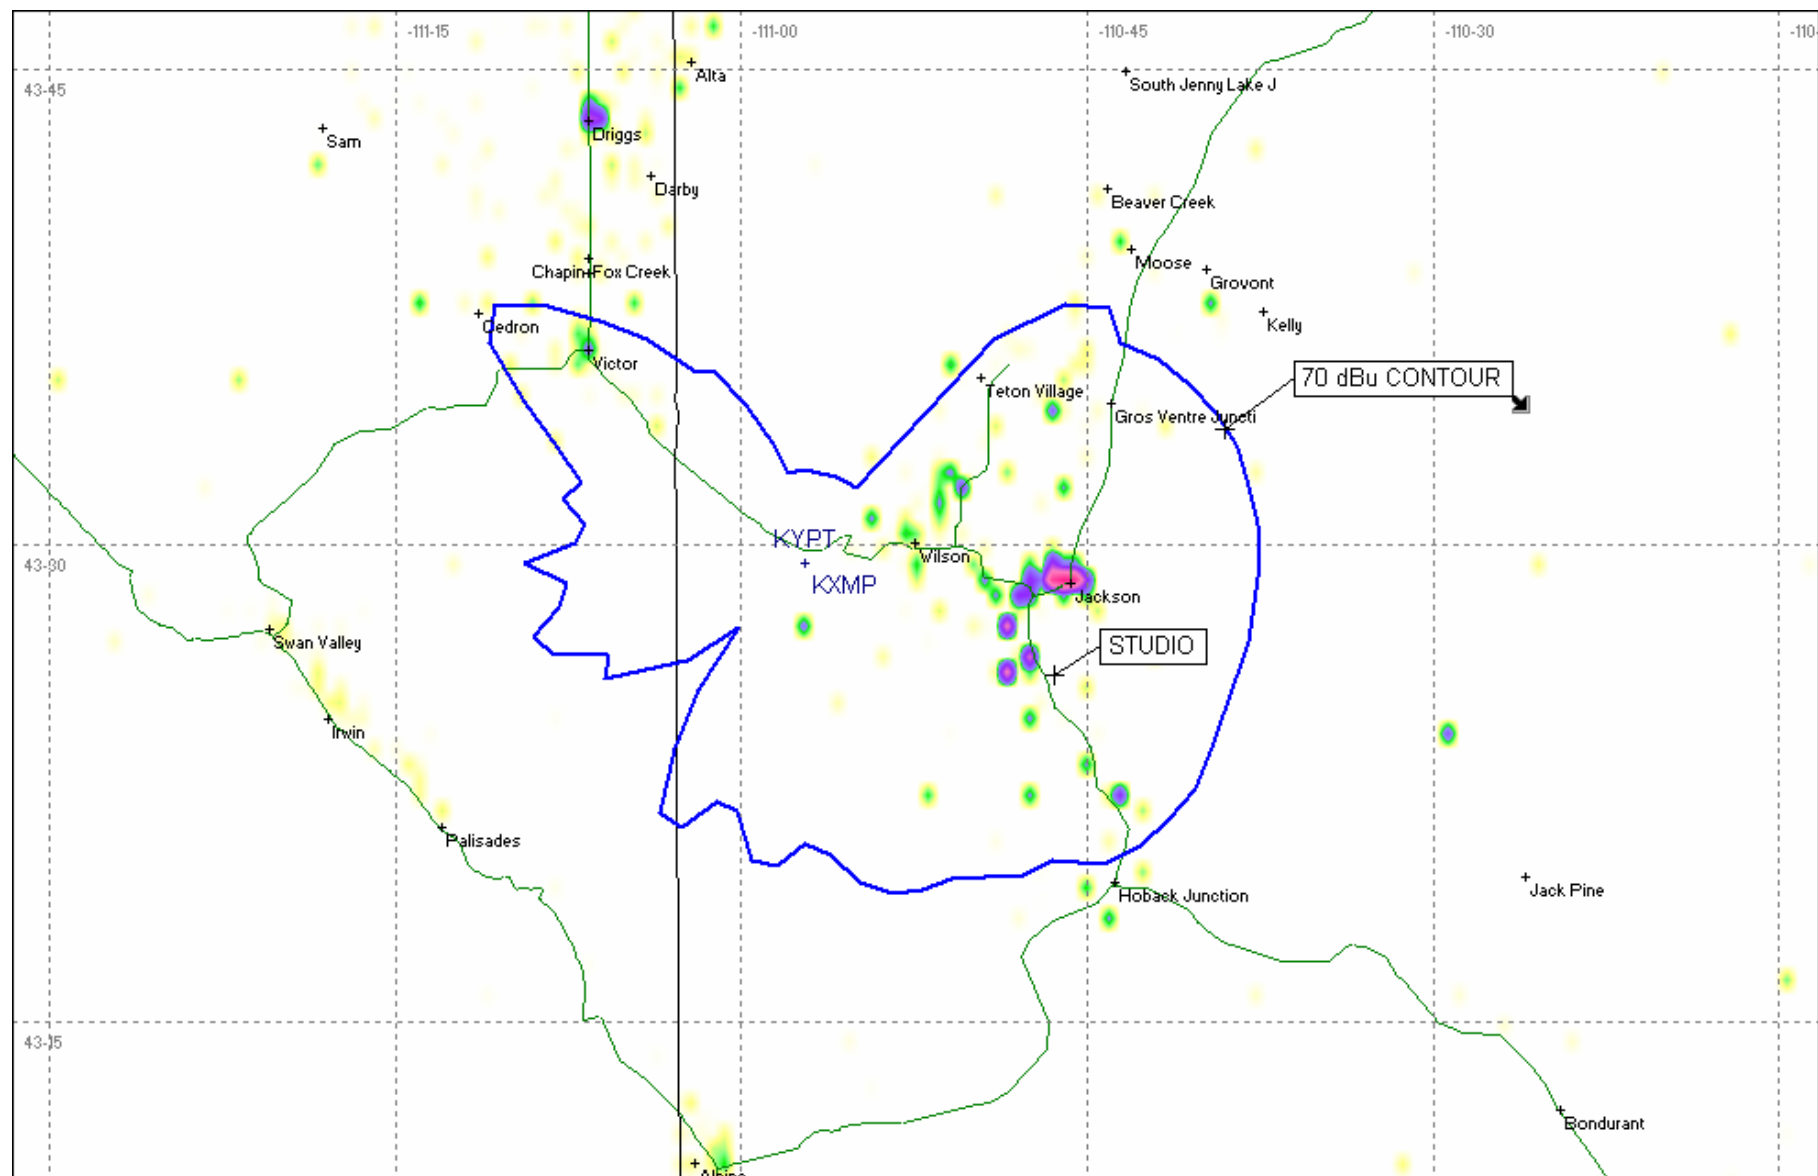 -111-15
-111-00
-110-45
-110-30
-110-
Alta
South Jenny Lake J
43-45
Driggs
Sam
Darby
Beaver Creek
Moose
Chapin
Fox Creek
Grovont
Kelly
Cedron
Victor
70 dBu CONTOUR
Teton Village
Gros Ventre Juncti
KYPT
Wilson
43-30
KXMP
Jackson
Swan Valley
STUDIO
Irwin
Palisades
Jack Pine
Hoback Junction
43-15
Bondurant
Alpine